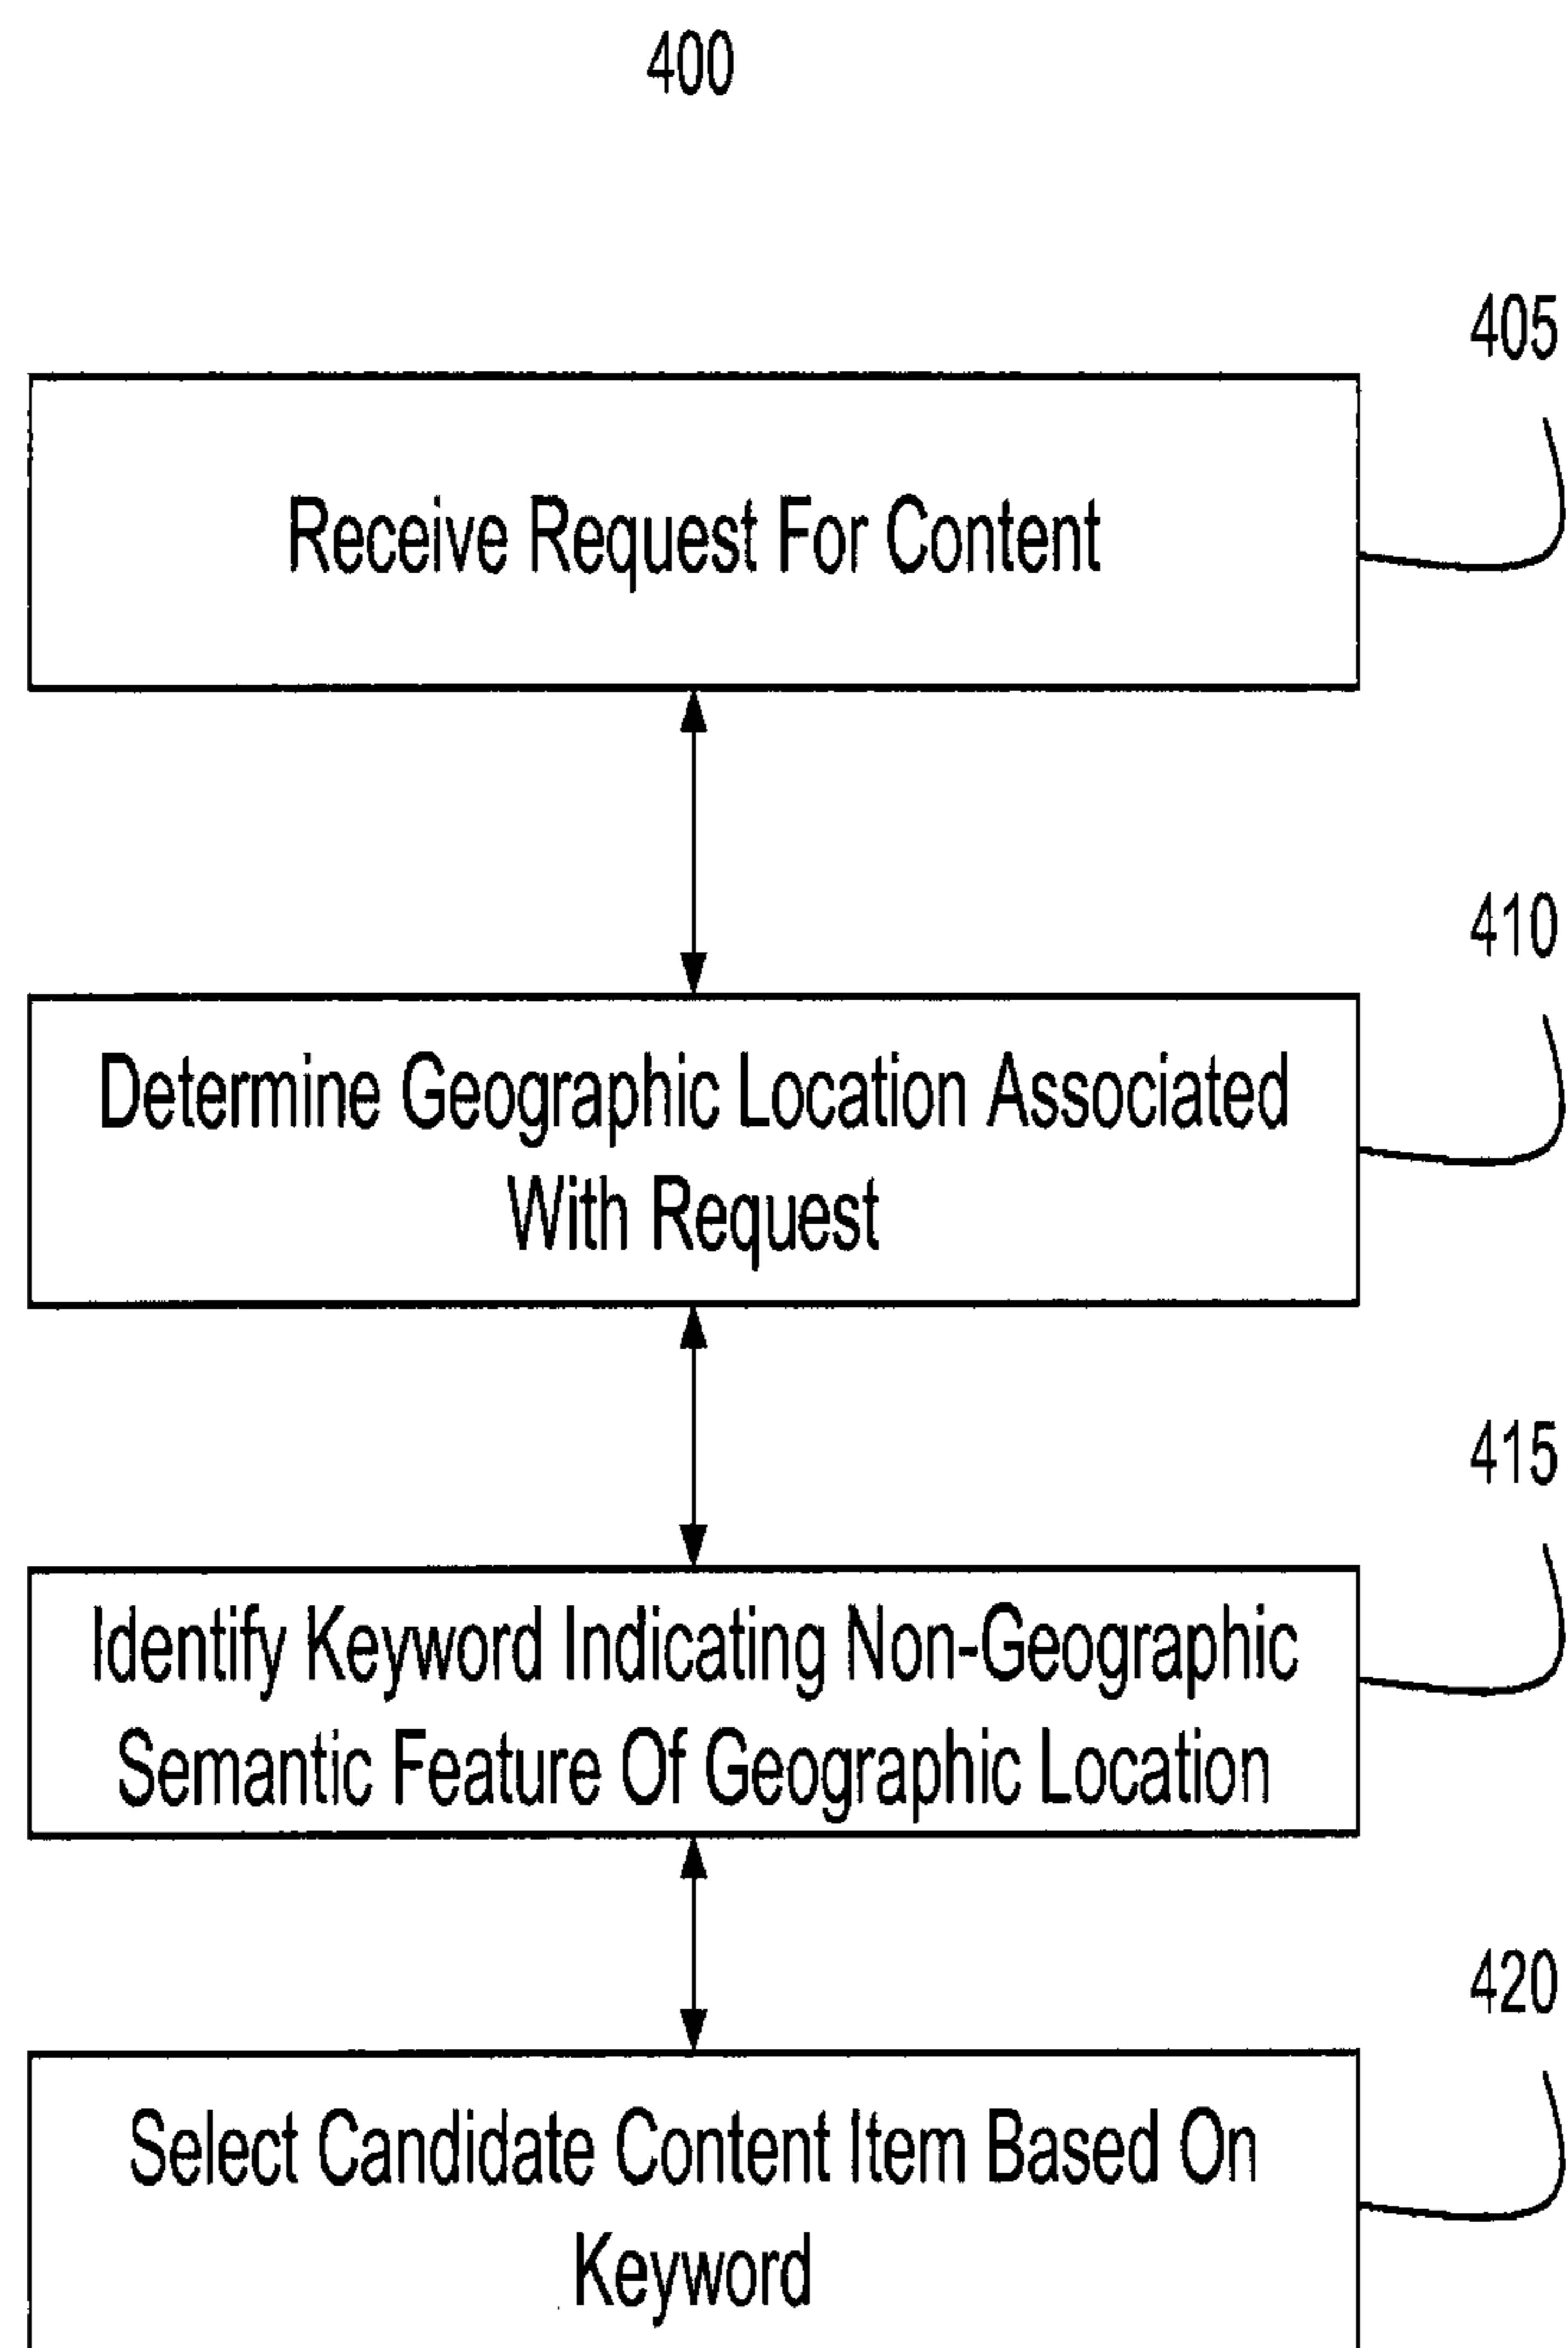 400
405
Receive Request For Content
410
Determine Geographic Location Associated
With Request
415
Identify Keyword Indicating Non-Geographic
Semantic Feature Of Geographic Location
420
Select Candidate Content Item Based On
Keyword